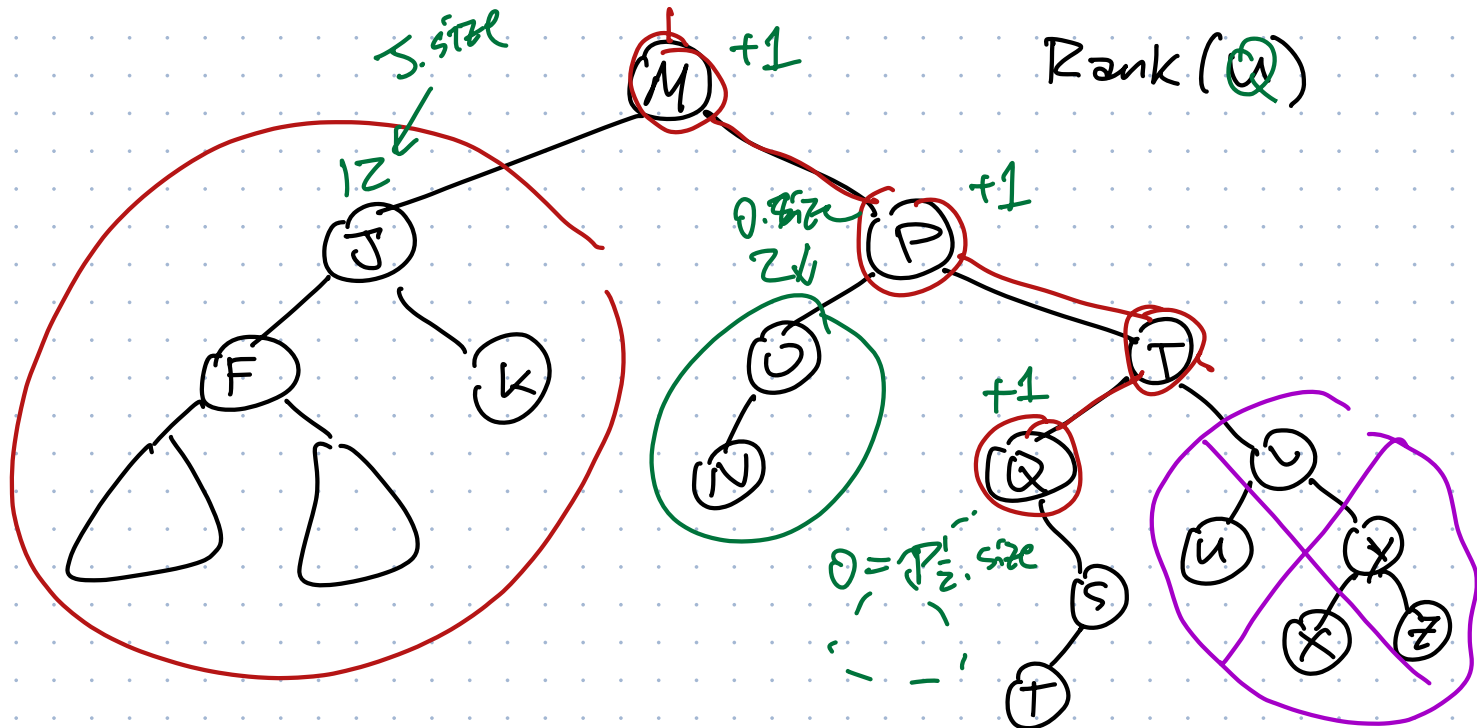 J.size
M
+1
Rank(Q)
12
J
O.size
2
P
+1
F
K
O
T
N
+1
Q
V
U
Y
0 = .size
S
X
Z
T